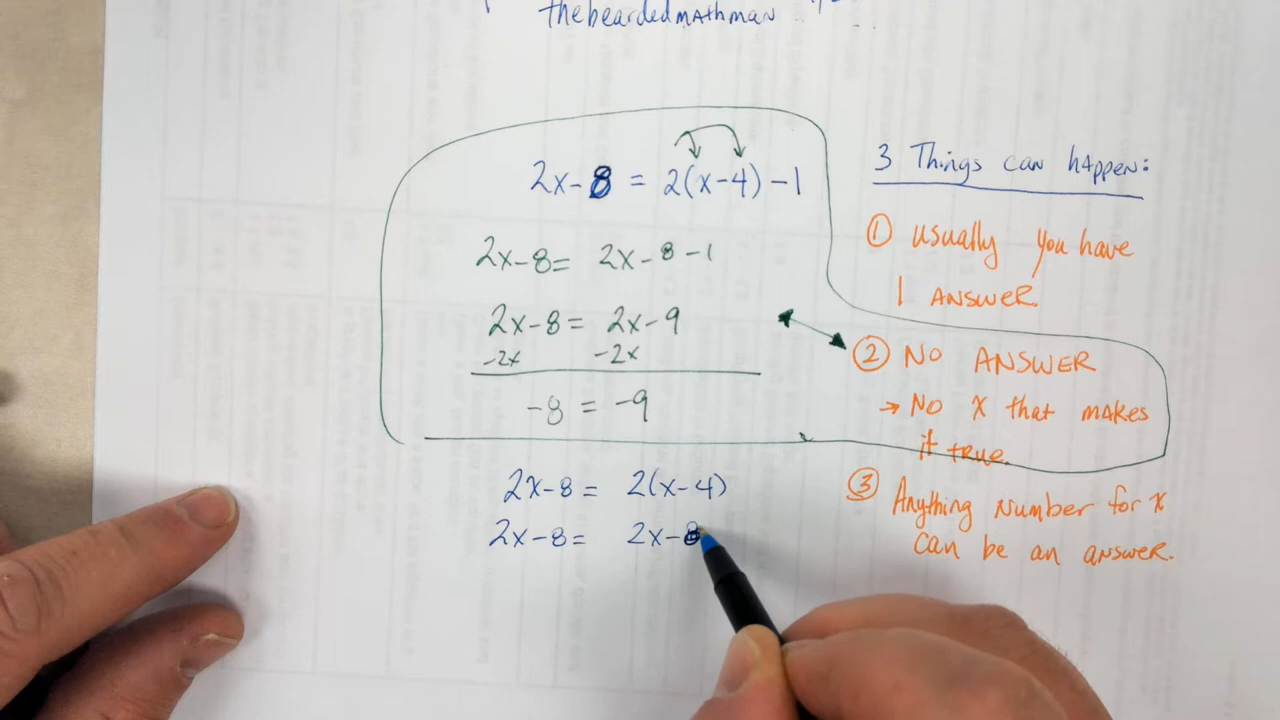 thebeardedmathman
2x-8 = 2(x-4)-1
2x-8= 2x-8-1
2x-8= 2x-9
-2x -2x
-8 = -9
2x-8= 2(x-4)
2x-8= 2x-8
3 Things can happen:
① usually you have
1 ANSWER
② NO ANSWER
→ No x that makes
it true.
③ Anything Number for x
can be an answer.